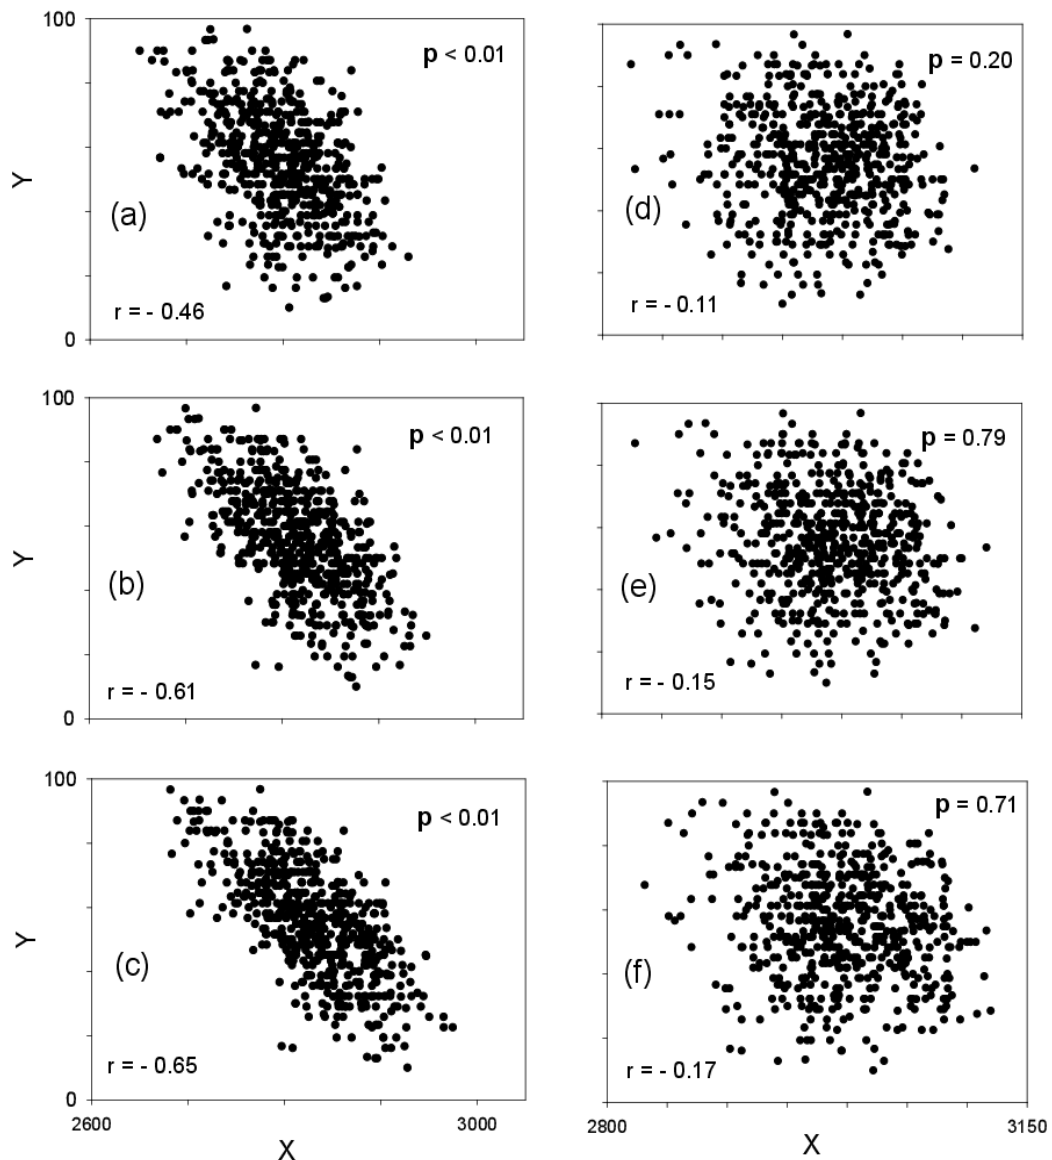 100
p < 0.01
Y
(a)
r = - 0.46
0
p = 0.20
(d)
r = - 0.11
100
p < 0.01
Y
(b)
r = - 0.61
0
p = 0.79
(e)
r = - 0.15
100
p < 0.01
Y
(c)
r = - 0.65
0
2600
3000
X
p = 0.71
(f)
r = - 0.17
2800
3150
X